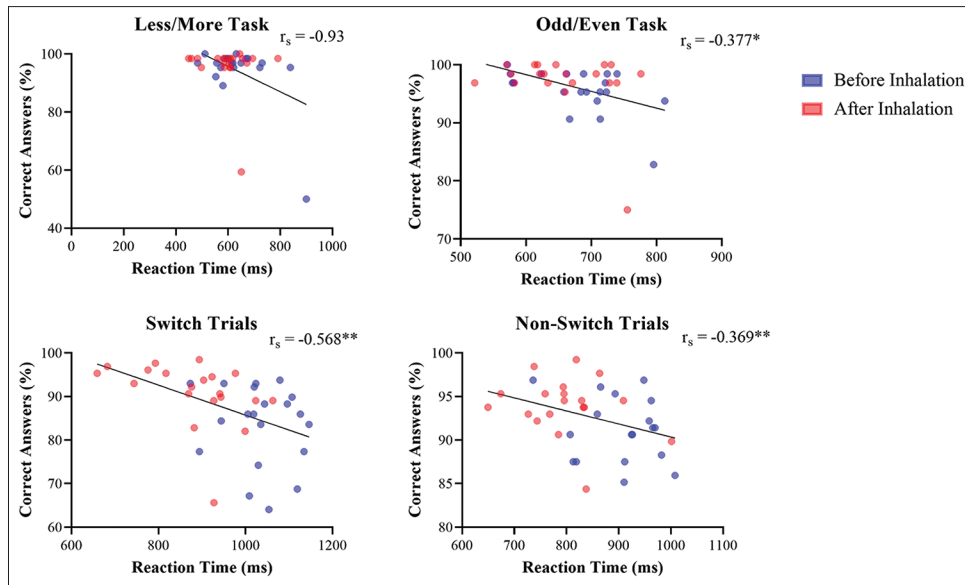 Less/More Task
rs = -0.93
Correct Answers (%)
100
80
60
40
0
200
400
600
800
1000
Reaction Time (ms)
Odd/Even Task
rs = -0.377*
Correct Answers (%)
100
90
80
70
500
600
700
800
900
Reaction Time (ms)
Before Inhalation
After Inhalation
Switch Trials
rs = -0.568**
Correct Answers (%)
100
90
80
70
60
600
800
1000
1200
Reaction Time (ms)
Non-Switch Trials
rs = -0.369**
Correct Answers (%)
100
95
90
85
80
600
700
800
900
1000
1100
Reaction Time (ms)